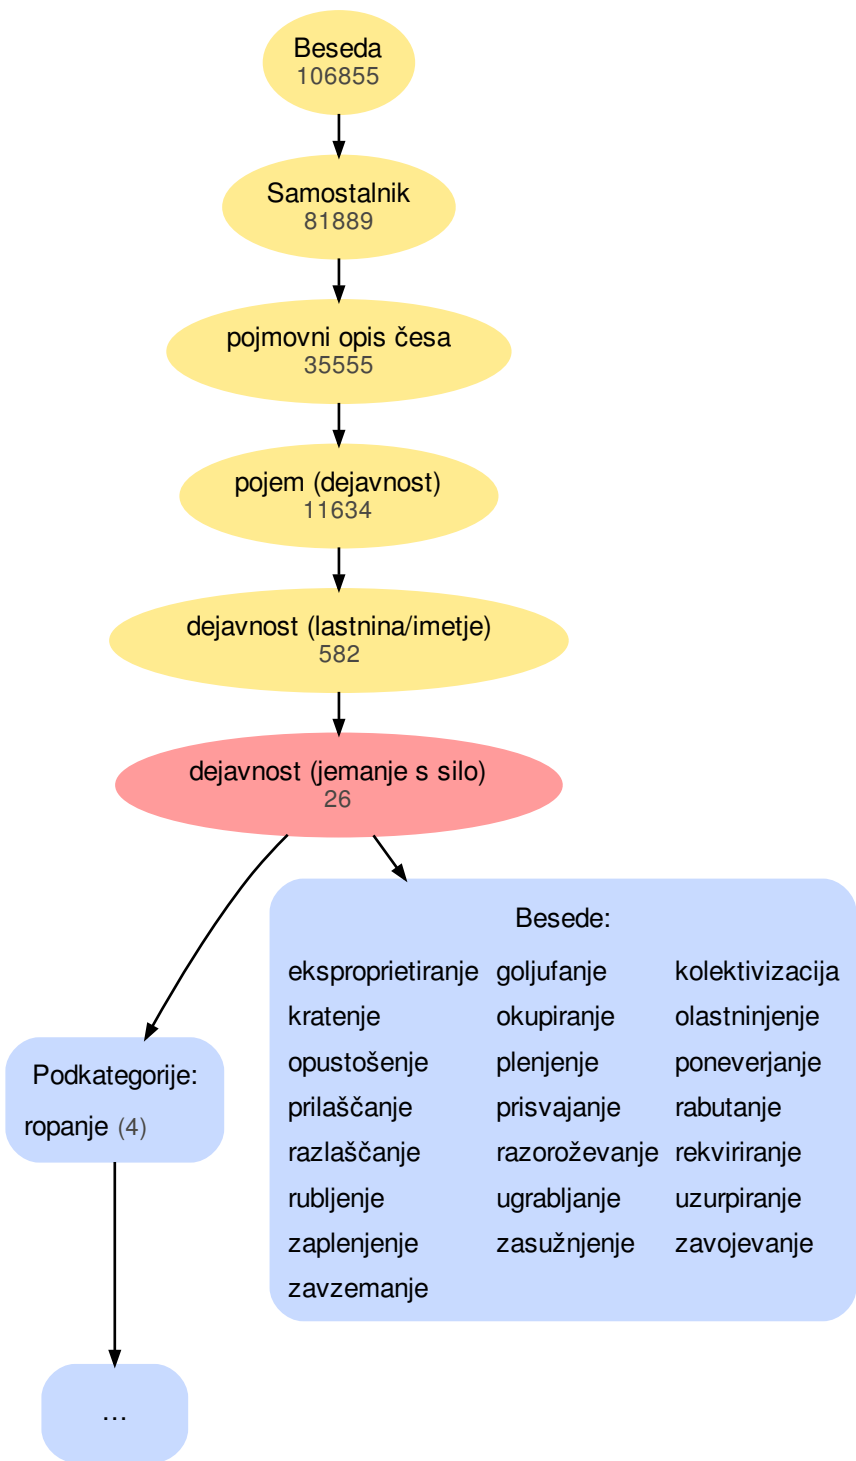 Beseda
106855
Samostalnik
81889
pojmovni opis česa
35555
pojem (dejavnost)
11634
dejavnost (lastnina/imetje)
582
dejavnost (jemanje s silo)
26
Besede:
eksproprietiranje goljufanje kolektivizacija
kratenje okupiranje olastninjenje
opustošenje plenjenje poneverjanje
prilaščanje prisvajanje rabutanje
razlaščanje razoroževanje rekviriranje
rubljenje ugrabljanje uzurpiranje
zaplenjenje zasužnjenje zavojevanje
zavzemanje
Podkategorije:
ropanje (4)
...